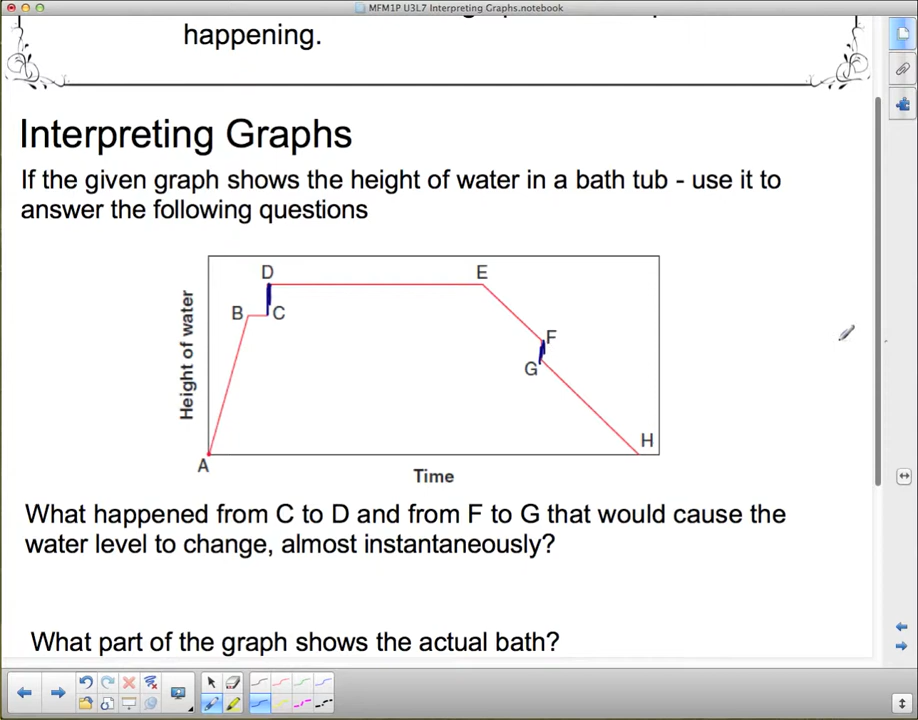 MFM1P U3L7 Interpreting Graphs.notebook
happening.
Interpreting Graphs
If the given graph shows the height of water in a bath tub - use it to
answer the following questions
D
E
B
C
F
G
H
A
Height of water
Time
What happened from C to D and from F to G that would cause the
water level to change, almost instantaneously?
What part of the graph shows the actual bath?